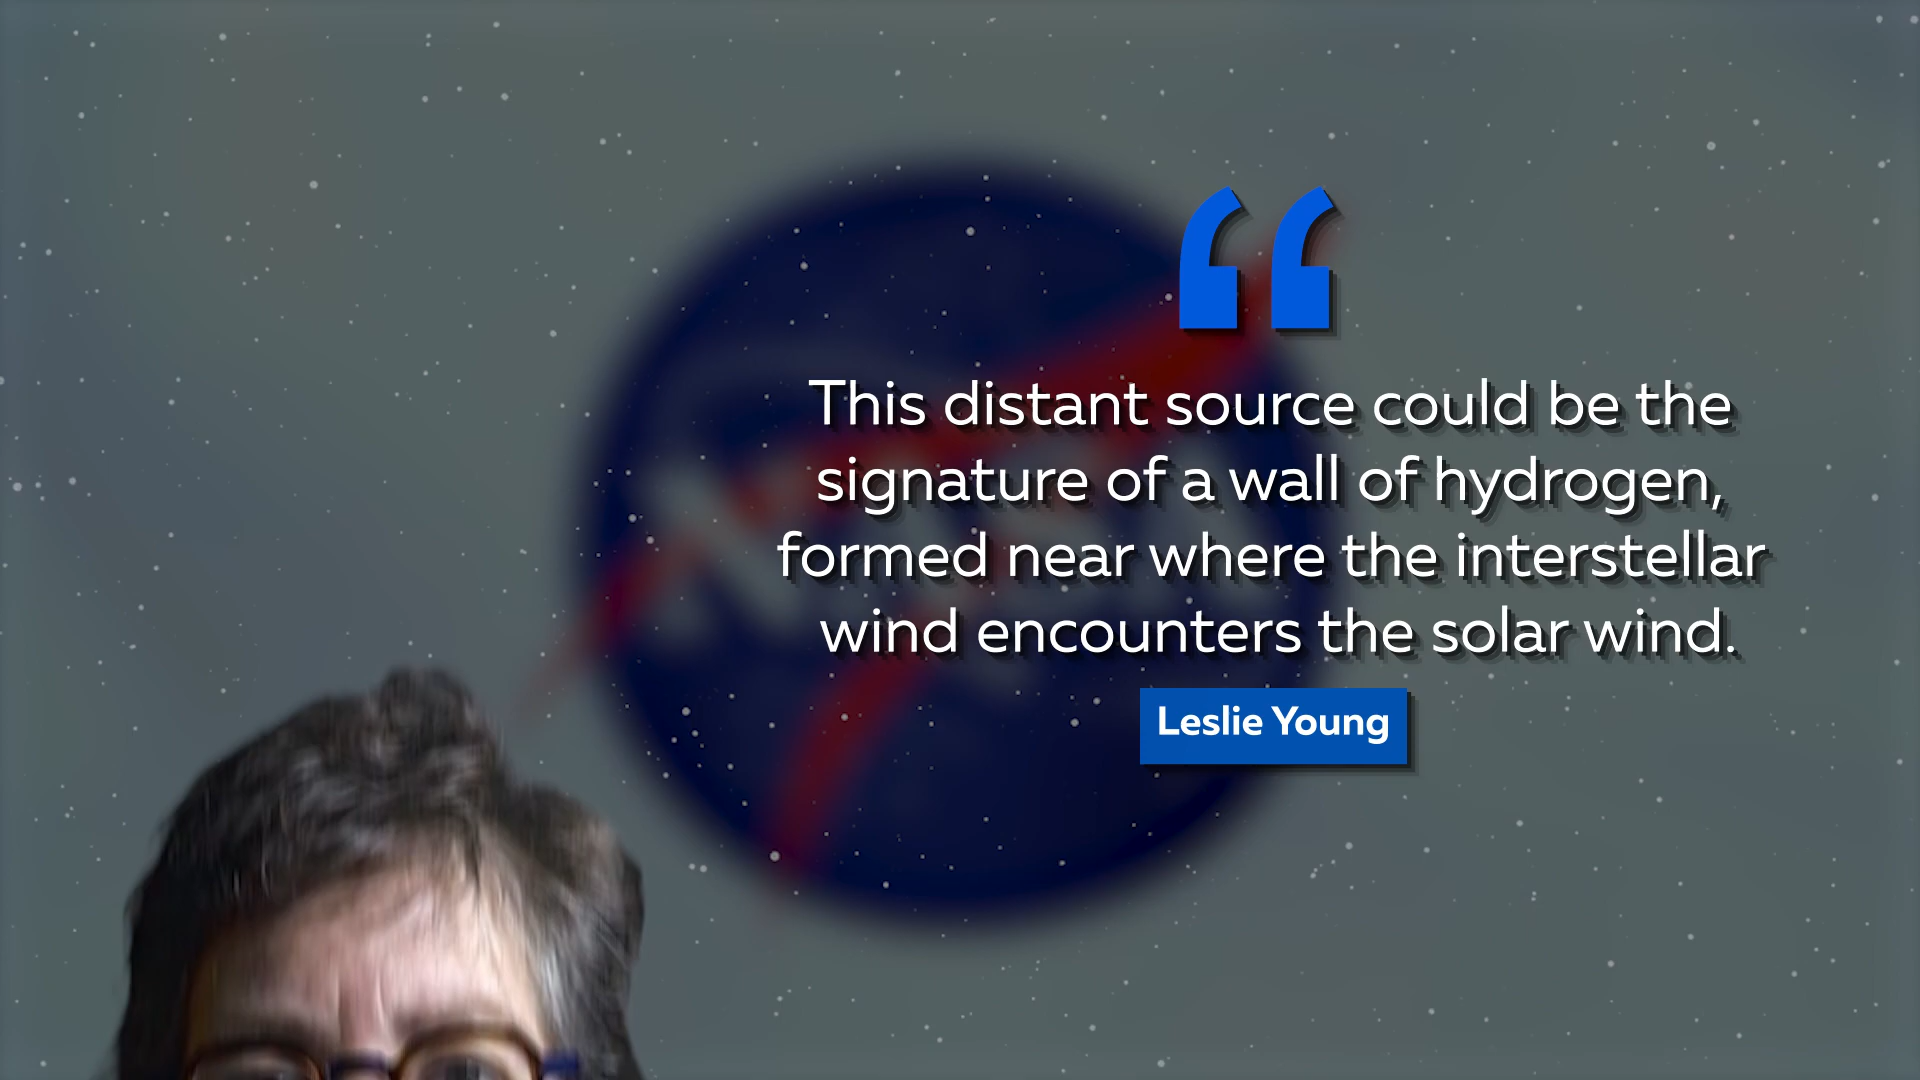 “
This distant source could be the
signature of a wall of hydrogen,
formed near where the interstellar
wind encounters the solar wind.
Leslie Young
NASA